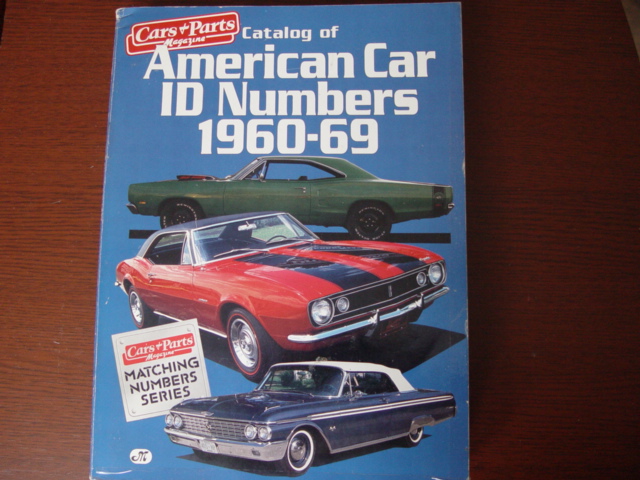 Cars & Parts
Magazine
Catalog of
American Car
ID Numbers
1960-69
Cars & Parts
Magazine
MATCHING
NUMBERS
SERIES